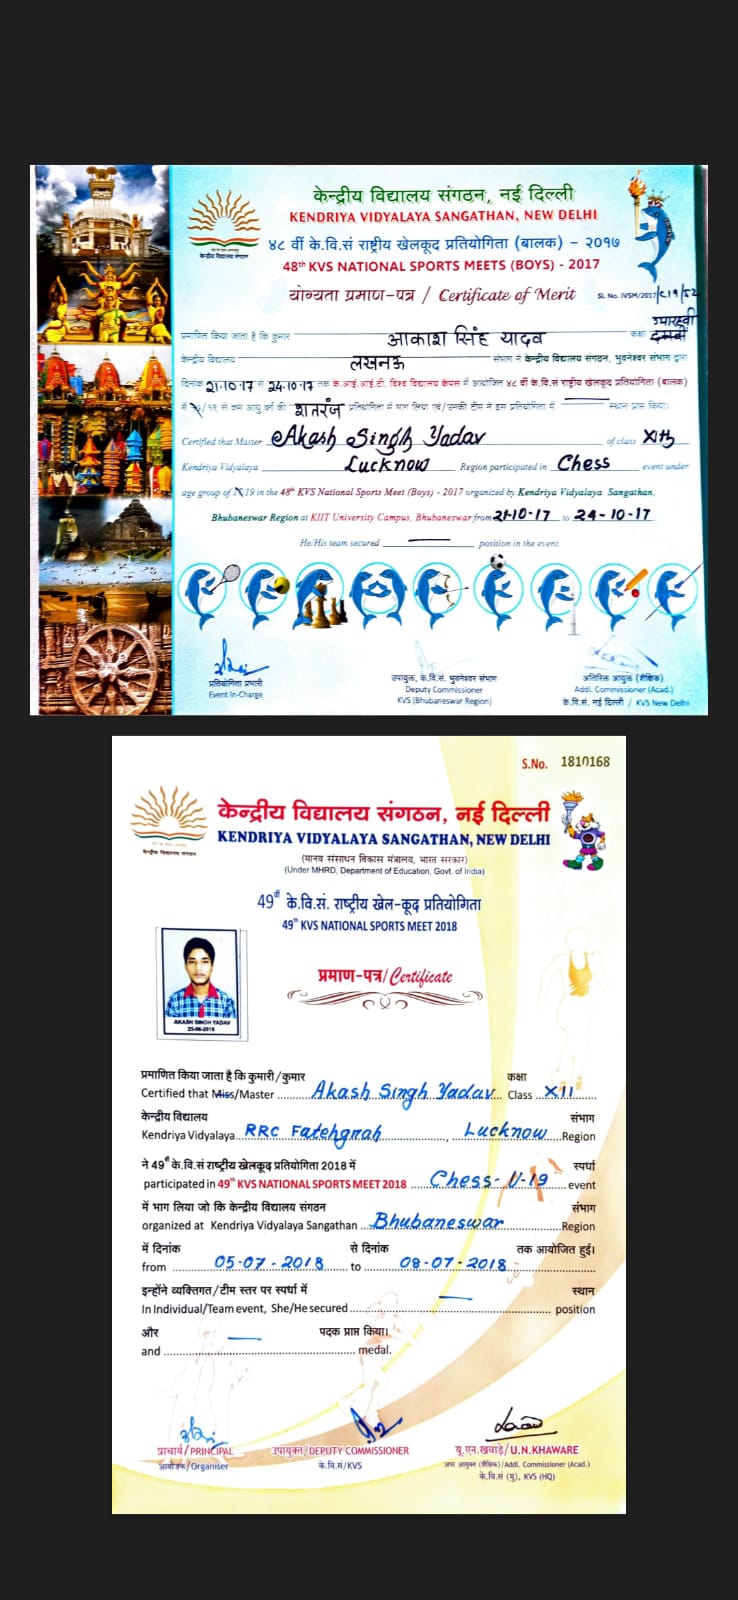 केन्द्रीय विद्यालय संगठन, नई दिल्ली
KENDRIYA VIDYALAYA SANGATHAN, NEW DELHI
४८ वीं के.वि.सं राष्ट्रीय खेलकूद प्रतियोगिता (बालक) – २०१७
48th KVS NATIONAL SPORTS MEETS (BOYS) - 2017
केन्द्रीय विद्यालय संगठन
योग्यता प्रमाण-पत्र / Certificate of Merit
SL No. IVSM/2017/C19/52
ग्यारहवी
प्रमाणित किया जाता है कि कुमार आकाश सिंह यादव कक्षा दसवीं
केन्द्रीय विद्यालय लखनऊ संभाग ने केन्द्रीय विद्यालय संगठन, भुवनेश्वर संभाग द्वारा
दिनांक 21-10-17 से 24-10-17 तक के.आई.आई.टी. विश्व विद्यालय केंपस में आयोजित ४८ वीं के.वि.सं राष्ट्रीय खेलकूद प्रतियोगिता (बालक)
में /१९ से कम आयु वर्ग की शतरंज प्रतियोगिता में भाग लिया एवं/उनकी टीम ने इस प्रतियोगिता में स्थान प्राप्त किया।
Certified that Master Akash Singh Yadav of class XIth
Kendriya Vidyalaya Lucknow Region participated in Chess event under
age group of /19 in the 48th KVS National Sports Meet (Boys) - 2017 organized by Kendriya Vidyalaya Sangathan,
Bhubaneswar Region at KIIT University Campus, Bhubaneswar from 21-10-17 to 24-10-17
He/His team secured position in the event.
प्रतियोगिता प्रभारी
Event In-Charge
उपायुक्त, के.वि.सं. भुवनेश्वर संभाग
Deputy Commissioner
KVS (Bhubaneswar Region)
अतिरिक्त आयुक्त (शैक्षिक)
Addl. Commissioner (Acad.)
के.वि.सं. नई दिल्ली / KVS New Delhi
S.No. 1810168
केन्द्रीय विद्यालय संगठन, नई दिल्ली
KENDRIYA VIDYALAYA SANGATHAN, NEW DELHI
केन्द्रीय विद्यालय संगठन
(मानव संसाधन विकास मंत्रालय, भारत सरकार)
(Under MHRD, Department of Education, Govt. of India)
49वीं के.वि.सं. राष्ट्रीय खेल-कूद प्रतियोगिता
49th KVS NATIONAL SPORTS MEET 2018
प्रमाण-पत्र/Certificate
AKASH SINGH YADAV
प्रमाणित किया जाता है कि कुमारी/कुमार कक्षा
Certified that Miss/Master Akash Singh Yadav Class XII
केन्द्रीय विद्यालय संभाग
Kendriya Vidyalaya RRC Fatehgrah, Lucknow Region
ने 49वीं के.वि.सं राष्ट्रीय खेलकूद प्रतियोगिता 2018 में स्पर्धा
participated in 49th KVS NATIONAL SPORTS MEET 2018 Chess- U-19 event
में भाग लिया जो कि केन्द्रीय विद्यालय संगठन संभाग
organized at Kendriya Vidyalaya Sangathan Bhubaneswar Region
में दिनांक से दिनांक तक आयोजित हुई।
from 05-07-2018 to 08-07-2018
इन्होंने व्यक्तिगत/टीम स्तर पर स्पर्धा में स्थान
In Individual/Team event, She/He secured position
और पदक प्राप्त किया।
and medal.
प्राचार्य/PRINCIPAL
आयोजक/Organiser
उपायुक्त/DEPUTY COMMISSIONER
के.वि.सं/KVS
यू.एन.खवाड़े/U.N.KHAWARE
अपर आयुक्त (शैक्षिक)/Addl. Commissioner (Acad.)
के.वि.सं (मु), KVS (HQ)